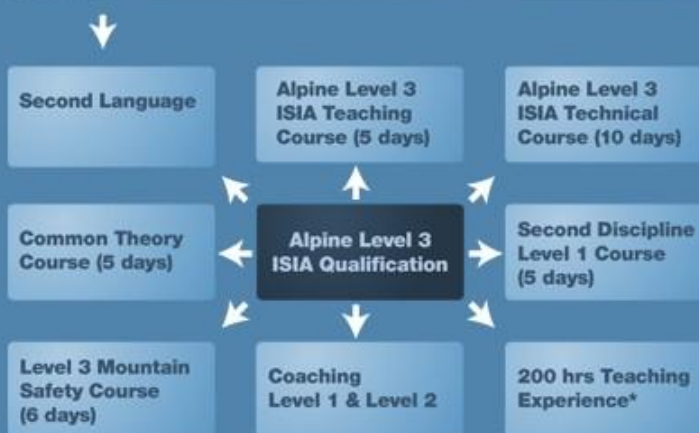 Second Language
Alpine Level 3
ISIA Teaching
Course (5 days)
Alpine Level 3
ISIA Technical
Course (10 days)
Common Theory
Course (5 days)
Alpine Level 3
ISIA Qualification
Second Discipline
Level 1 Course
(5 days)
Level 3 Mountain
Safety Course
(6 days)
Coaching
Level 1 & Level 2
200 hrs Teaching
Experience*